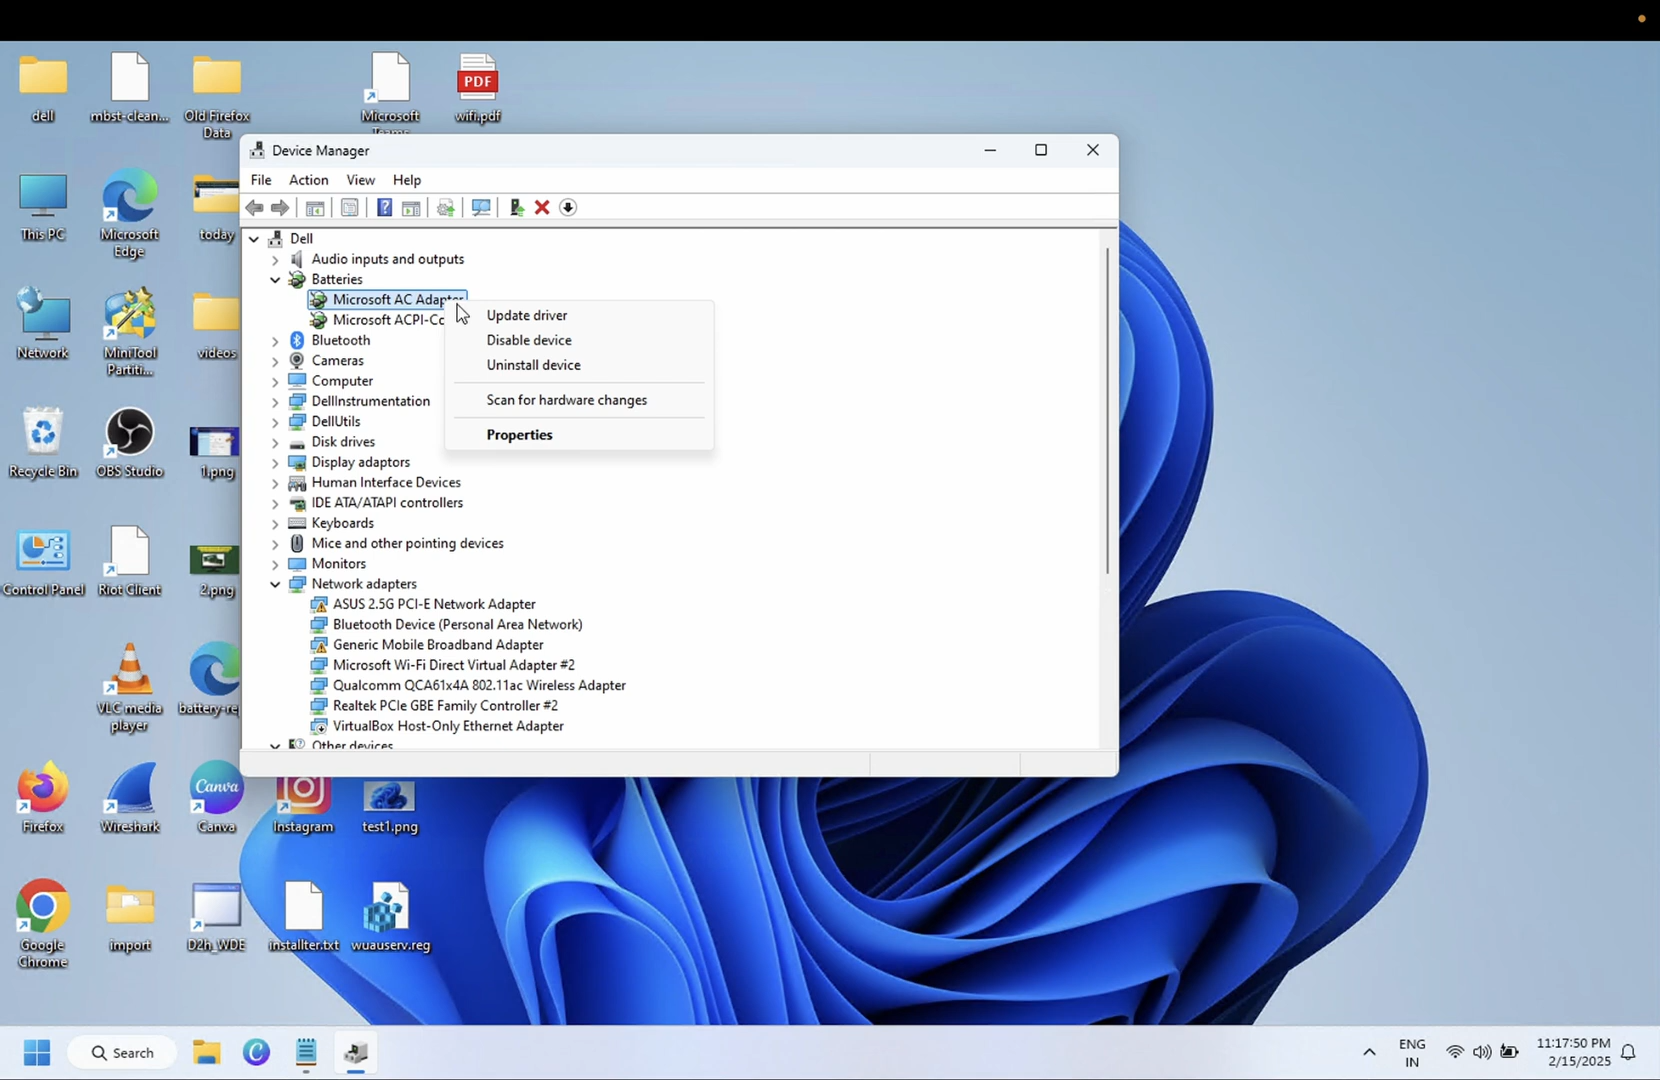 dell
mbst-clean...
Old Firefox
Data
Microsoft
PDF
wifi.pdf
This PC
Microsoft
Edge
today
Network
MiniTool
Partiti...
videos
Recycle Bin
OBS Studio
1.png
Control Panel
Riot Client
2.png
VLC media
player
Firefox
Wireshark
Canva
Canva
Instagram
test1.png
Google
Chrome
import
D2h_WDE
installter.txt
wuauserv.reg
Device Manager
File
Action
View
Help
Dell
Audio inputs and outputs
Batteries
Microsoft AC Adapter
Bluetooth
Cameras
Computer
DellInstrumentation
DellUtils
Disk drives
Display adaptors
Human Interface Devices
IDE ATA/ATAPI controllers
Keyboards
Mice and other pointing devices
Monitors
Network adapters
ASUS 2.5G PCI-E Network Adapter
Bluetooth Device (Personal Area Network)
Generic Mobile Broadband Adapter
Microsoft Wi-Fi Direct Virtual Adapter #2
Qualcomm QCA61x4A 802.11ac Wireless Adapter
Realtek PCIe GBE Family Controller #2
VirtualBox Host-Only Ethernet Adapter
Other devices
Update driver
Disable device
Uninstall device
Scan for hardware changes
Properties
Search
ENG
IN
11:17:50 PM
2/15/2025